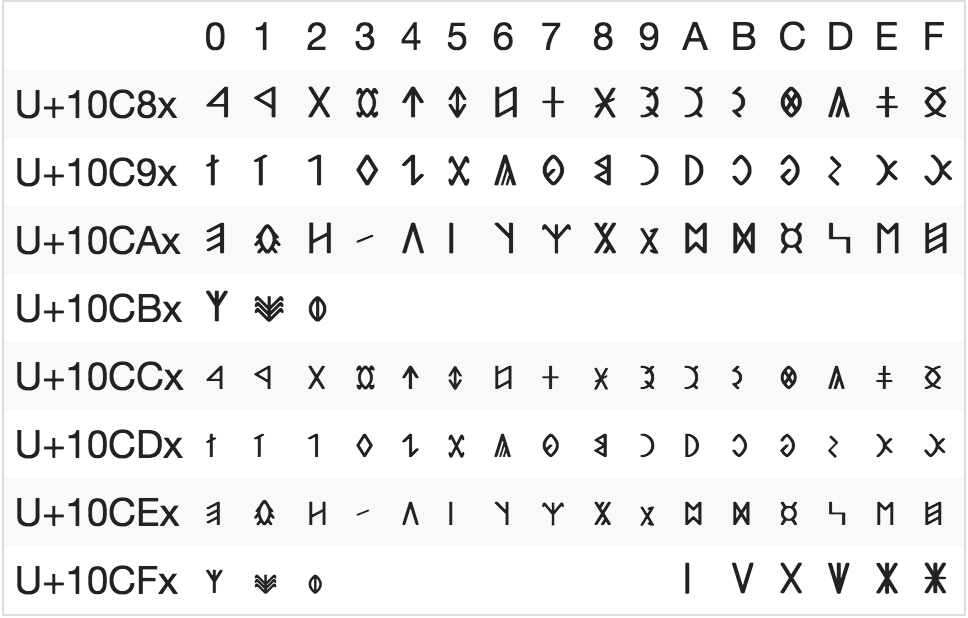 0 1 2 3 4 5 6 7 8 9 A B C D E F
U+10C8x 𐲀 𐲁 𐲂 𐲃 𐲄 𐲅 𐲆 𐲇 𐲈 𐲉 𐲊 𐲋 𐲌 𐲍 𐲎 𐲏
U+10C9x 𐲐 𐲑 𐲒 𐲓 𐲔 𐲕 𐲖 𐲗 𐲘 𐲙 𐲚 𐲛 𐲜 𐲝 𐲞 𐲟
U+10CAx 𐲠 𐲡 𐲢 𐲣 𐲤 𐲥 𐲦 𐲧 𐲨 𐲩 𐲪 𐲫 𐲬 𐲭 𐲮 𐲯
U+10CBx 𐲰 𐲱 𐲲
U+10CCx 𐳀 𐳁 𐳂 𐳃 𐳄 𐳅 𐳆 𐳇 𐳈 𐳉 𐳊 𐳋 𐳌 𐳍 𐳎 𐳏
U+10CDx 𐳐 𐳑 𐳒 𐳓 𐳔 𐳕 𐳖 𐳗 𐳘 𐳙 𐳚 𐳛 𐳜 𐳝 𐳞 𐳟
U+10CEx 𐳠 𐳡 𐳢 𐳣 𐳤 𐳥 𐳦 𐳧 𐳨 𐳩 𐳪 𐳫 𐳬 𐳭 𐳮 𐳯
U+10CFx 𐳰 𐳱 𐳲 𐳺 𐳻 𐳼 𐳽 𐳾 𐳿